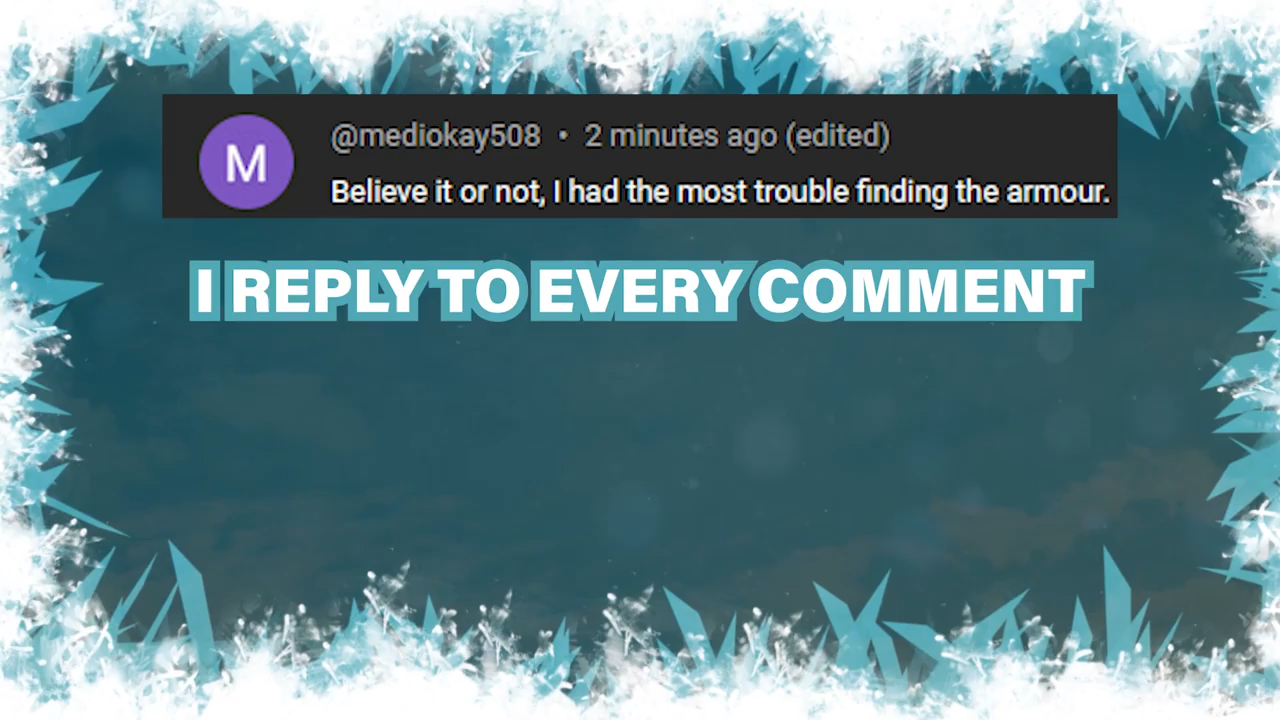 M
@mediokay508 • 2 minutes ago (edited)
Believe it or not, I had the most trouble finding the armour.
I REPLY TO EVERY COMMENT